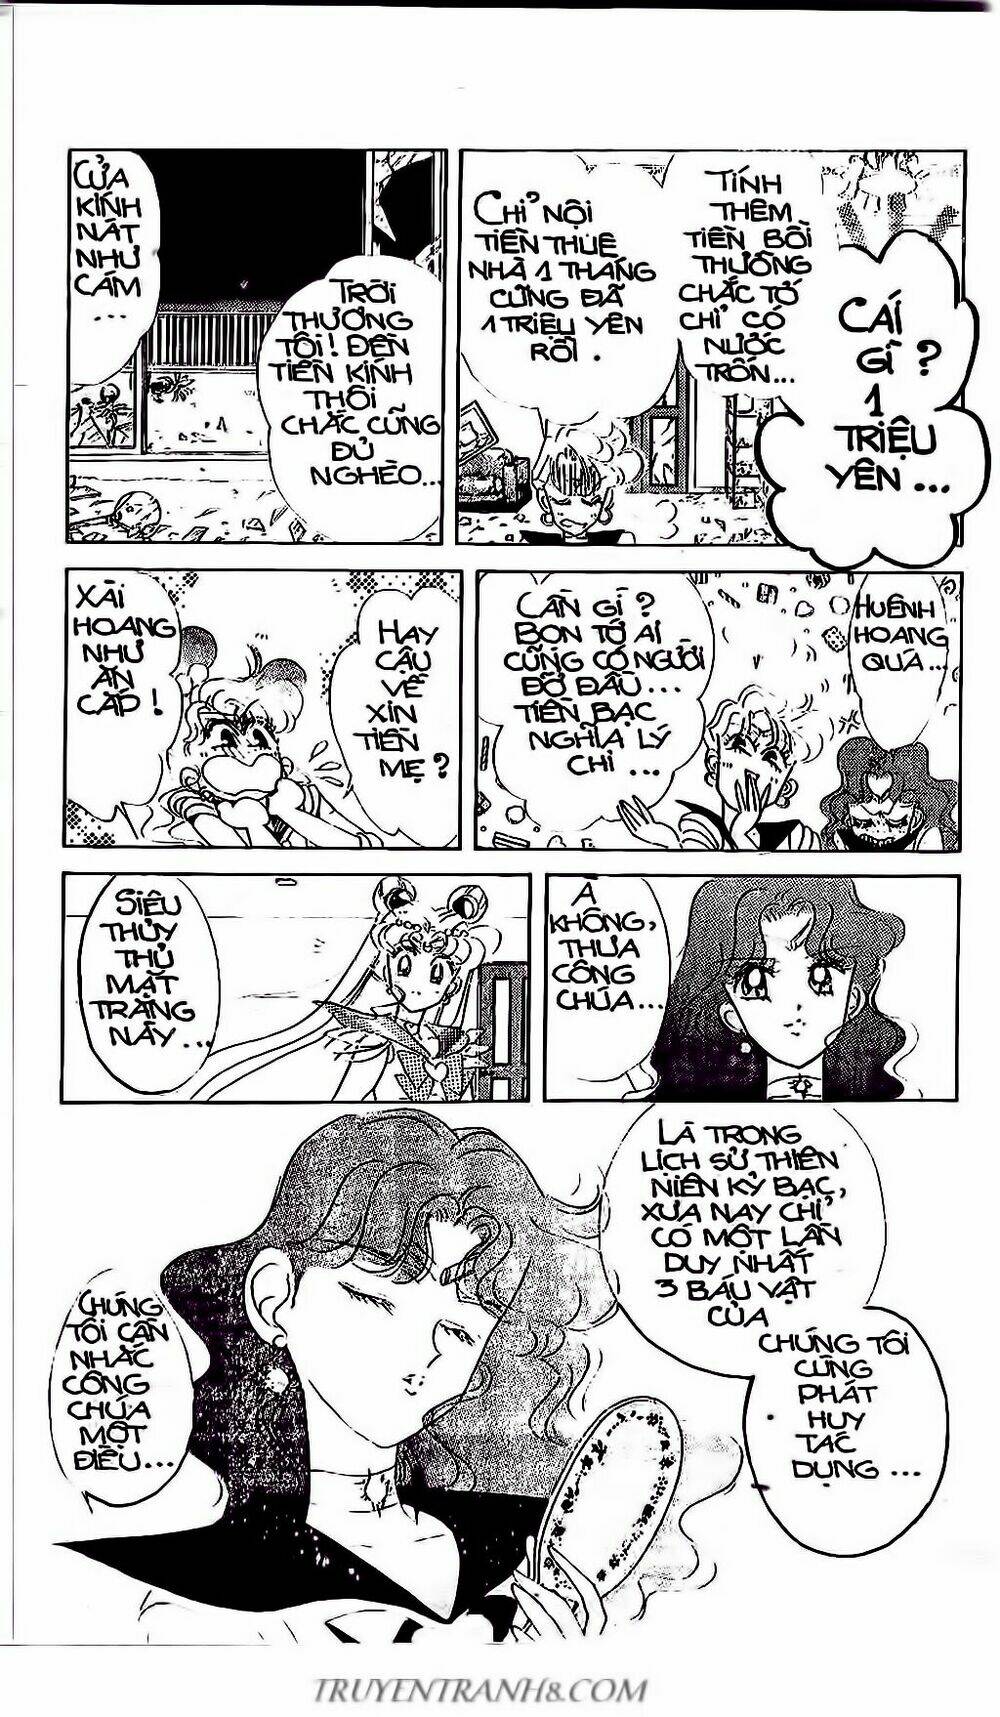 CỬA
KÍNH
NÁT
NHƯ
CÁM
...
TRỜI
THƯƠNG
TÔI! ĐỀN
TIỀN KÍNH
THÔI
CHẮC CŨNG
ĐỦ
NGHÈO...
CHỈ NỘI
TIỀN THUÊ
NHÀ 1 THÁNG
CŨNG ĐÃ
1 TRIỆU YÊN
RỒI.
TÍNH
THÊM
TIỀN BỒI
THƯỜNG
CHẮC TỚ
CHỈ CÓ
NƯỚC
TRỐN...
CÁI
GÌ?
1
TRIỆU
YÊN...
XÀI
HOANG
NHƯ
ĂN
CẮP!
HAY
CẬU
VỀ
XIN
TIỀN
MẸ?
CẦN GÌ?
BỌN TỚ AI
CŨNG CÓ NGƯỜI
ĐỠ ĐẦU...
TIỀN BẠC
NGHĨA LÝ
CHI...
HUÊNH
HOANG
QUÁ...
SIÊU
THỦY
THỦ
MẶT
TRĂNG
NÀY...
A
KHÔNG,
THƯA
CÔNG
CHÚA...
CHÚNG
TÔI CẦN
NHẮC
CÔNG
CHÚA
MỘT
ĐIỀU...
LÀ TRONG
LỊCH SỬ THIÊN
NIÊN KỶ BẠC,
XƯA NAY CHỈ
CÓ MỘT LẦN
DUY NHẤT
3 BÁU VẬT
CỦA
CHÚNG TÔI
CÙNG
PHÁT
HUY
TÁC
DỤNG...
TRUYENTRANH8.COM